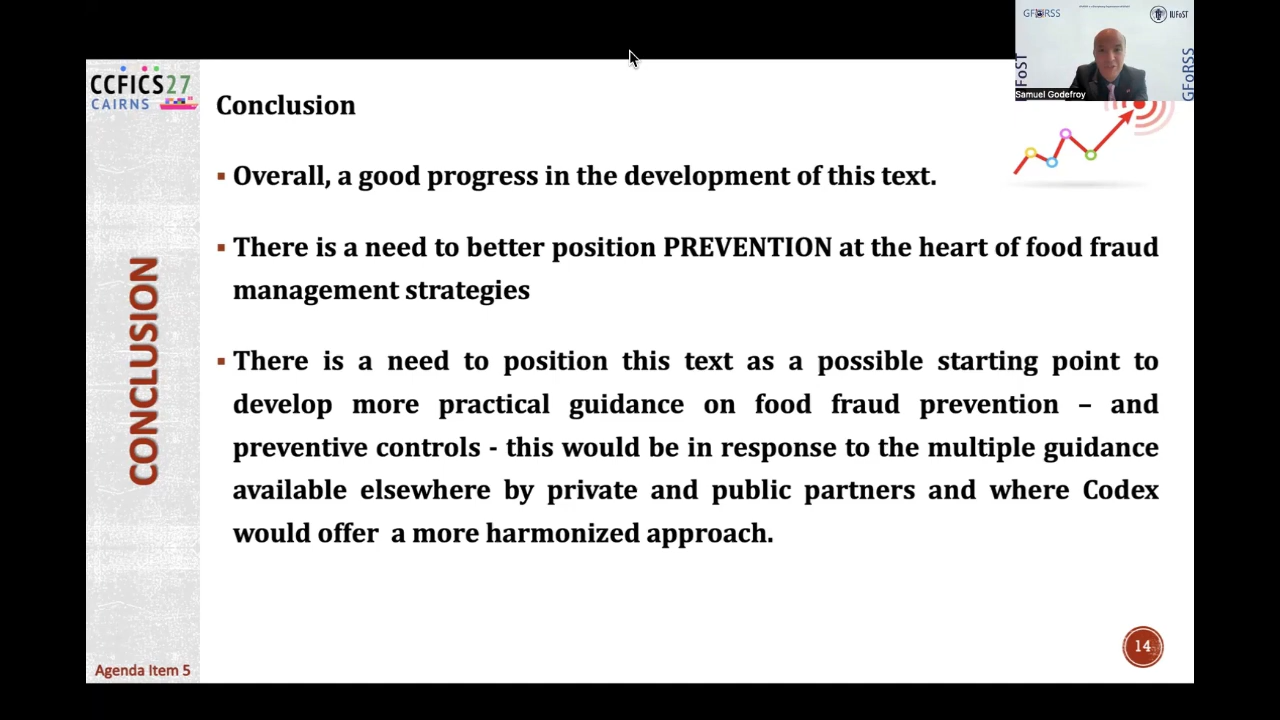 GFORSS
IUFoST
FoST
GFoRSS
Samuel Godefroy
CCFICS27
CAIRNS
Conclusion
▪ Overall, a good progress in the development of this text.
▪ There is a need to better position PREVENTION at the heart of food fraud
management strategies
▪ There is a need to position this text as a possible starting point to
develop more practical guidance on food fraud prevention – and
preventive controls - this would be in response to the multiple guidance
available elsewhere by private and public partners and where Codex
would offer a more harmonized approach.
CONCLUSION
Agenda Item 5
14